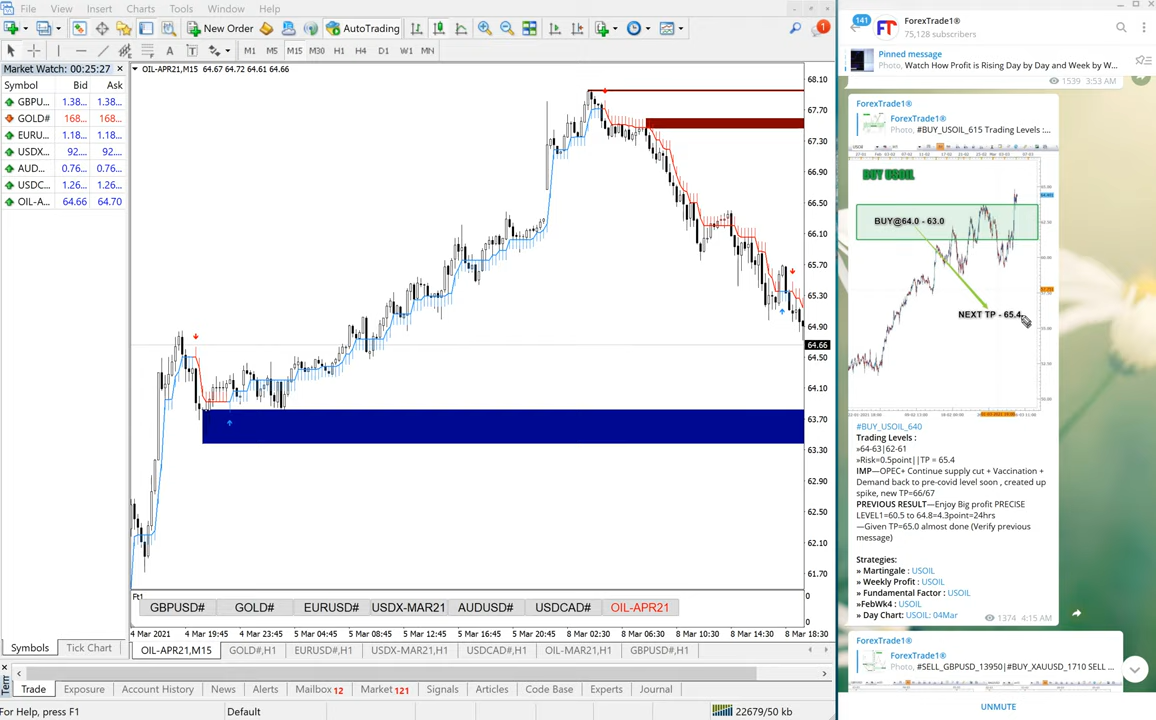 File View Insert Charts Tools Window Help
New Order AutoTrading 1
A T M1 M5 M15 M30 H1 H4 D1 W1 MN
Market Watch: 00:25:27
Symbol Bid Ask
GBPU... 1.38... 1.38...
GOLD# 168... 168...
EURU... 1.18... 1.18...
USDX... 92.... 92....
AUD... 0.76... 0.76...
USDC... 1.26... 1.26...
OIL-A... 64.66 64.70
Symbols Tick Chart
OIL-APR21,M15 64.67 64.72 64.61 64.66
68.10
67.70
67.30
66.90
66.50
66.10
65.70
65.30
64.90
64.66
64.50
64.10
63.70
63.30
62.90
62.50
62.10
61.70
Ft1
0
0
GBPUSD# GOLD# EURUSD# USDX-MAR21 AUDUSD# USDCAD# OIL-APR21
4 Mar 2021 4 Mar 19:45 4 Mar 23:45 5 Mar 04:45 5 Mar 08:45 5 Mar 12:45 5 Mar 16:45 5 Mar 20:45 8 Mar 02:30 8 Mar 06:30 8 Mar 10:30 8 Mar 14:30 8 Mar 18:30
OIL-APR21,M15 GOLD#,H1 EURUSD#,H1 USDX-MAR21,H1 USDCAD#,H1 OIL-MAR21,H1 GBPUSD#,H1
Term
Trade Exposure Account History News Alerts Mailbox 12 Market 121 Signals Articles Code Base Experts Journal
For Help, press F1 Default 22679/50 kb
141
FT
ForexTrade1®
75,128 subscribers
Pinned message
Photo, Watch How Profit is Rising Day by Day and Week by W...
1539 3:53 AM
ForexTrade1®
ForexTrade1®
Photo, #BUY_USOIL_615 Trading Levels :...
BUY USOIL
BUY@64.0 - 63.0
NEXT TP - 65.4
#BUY_USOIL_640
Trading Levels :
»64-63|62-61
»Risk=0.5point||TP = 65.4
IMP—OPEC+ Continue supply cut + Vaccination +
Demand back to pre-covid level soon , created up
spike, new TP=66/67
PREVIOUS RESULT—Enjoy Big profit PRECISE
LEVEL1=60.5 to 64.8=4.3point=24hrs
—Given TP=65.0 almost done (Verify previous
message)
Strategies:
» Martingale : USOIL
» Weekly Profit : USOIL
» Fundamental Factor : USOIL
»FebWk4 : USOIL
» Day Chart: USOIL: 04Mar
1374 4:15 AM
ForexTrade1®
ForexTrade1®
Photo, #SELL_GBPUSD_13950|#BUY_XAUUSD_1710 SELL ...
UNMUTE